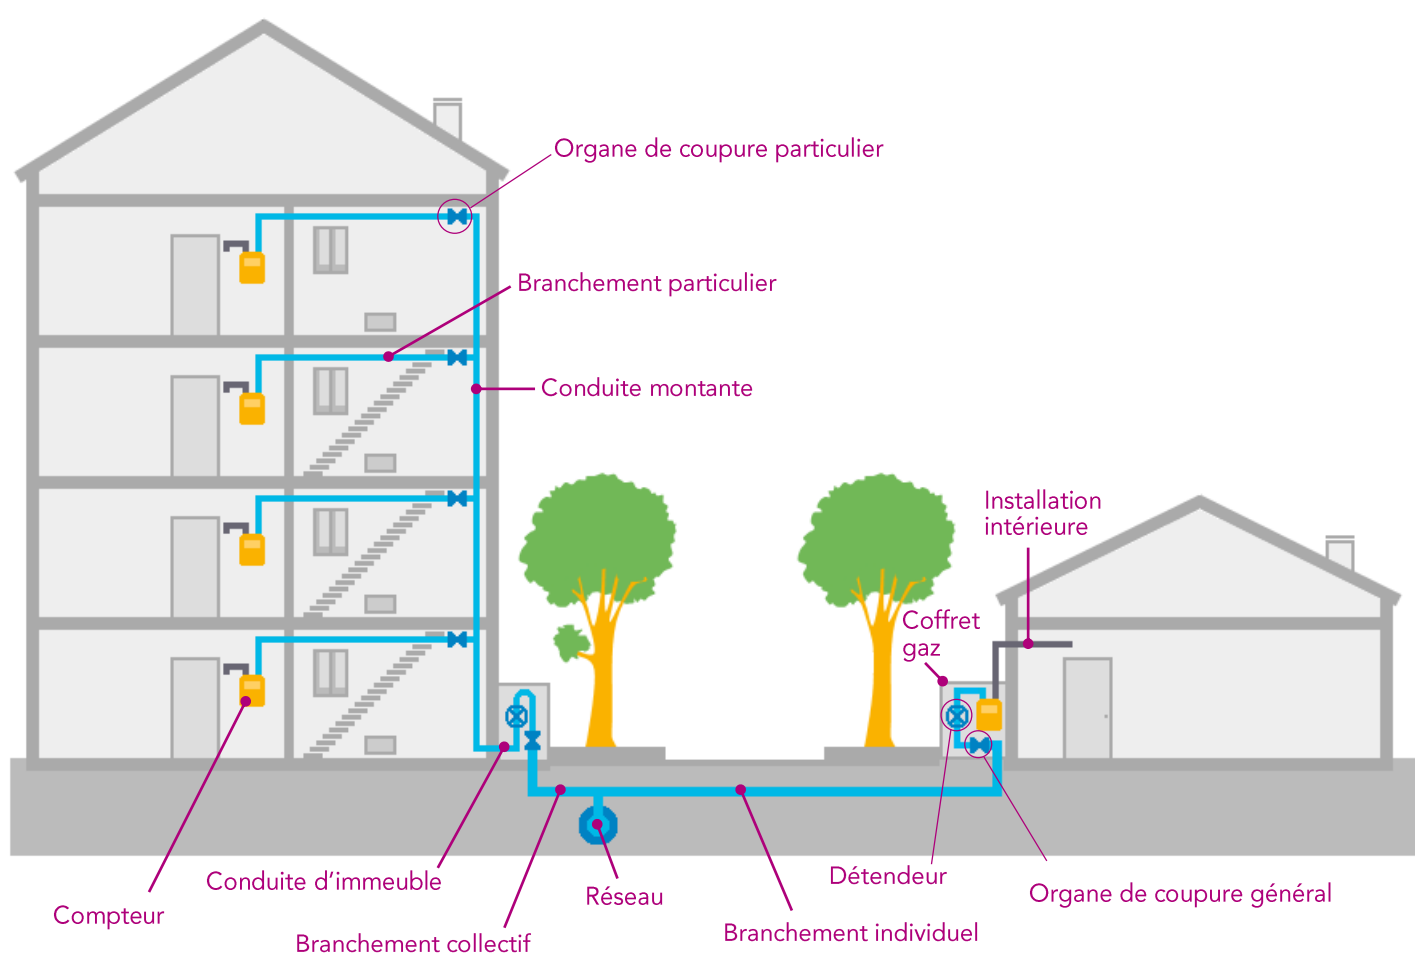 Organe de coupure particulier
Branchement particulier
Conduite montante
Installation
intérieure
Coffret
gaz
Détendeur
Organe de coupure général
Conduite d’immeuble
Réseau
Compteur
Branchement collectif
Branchement individuel